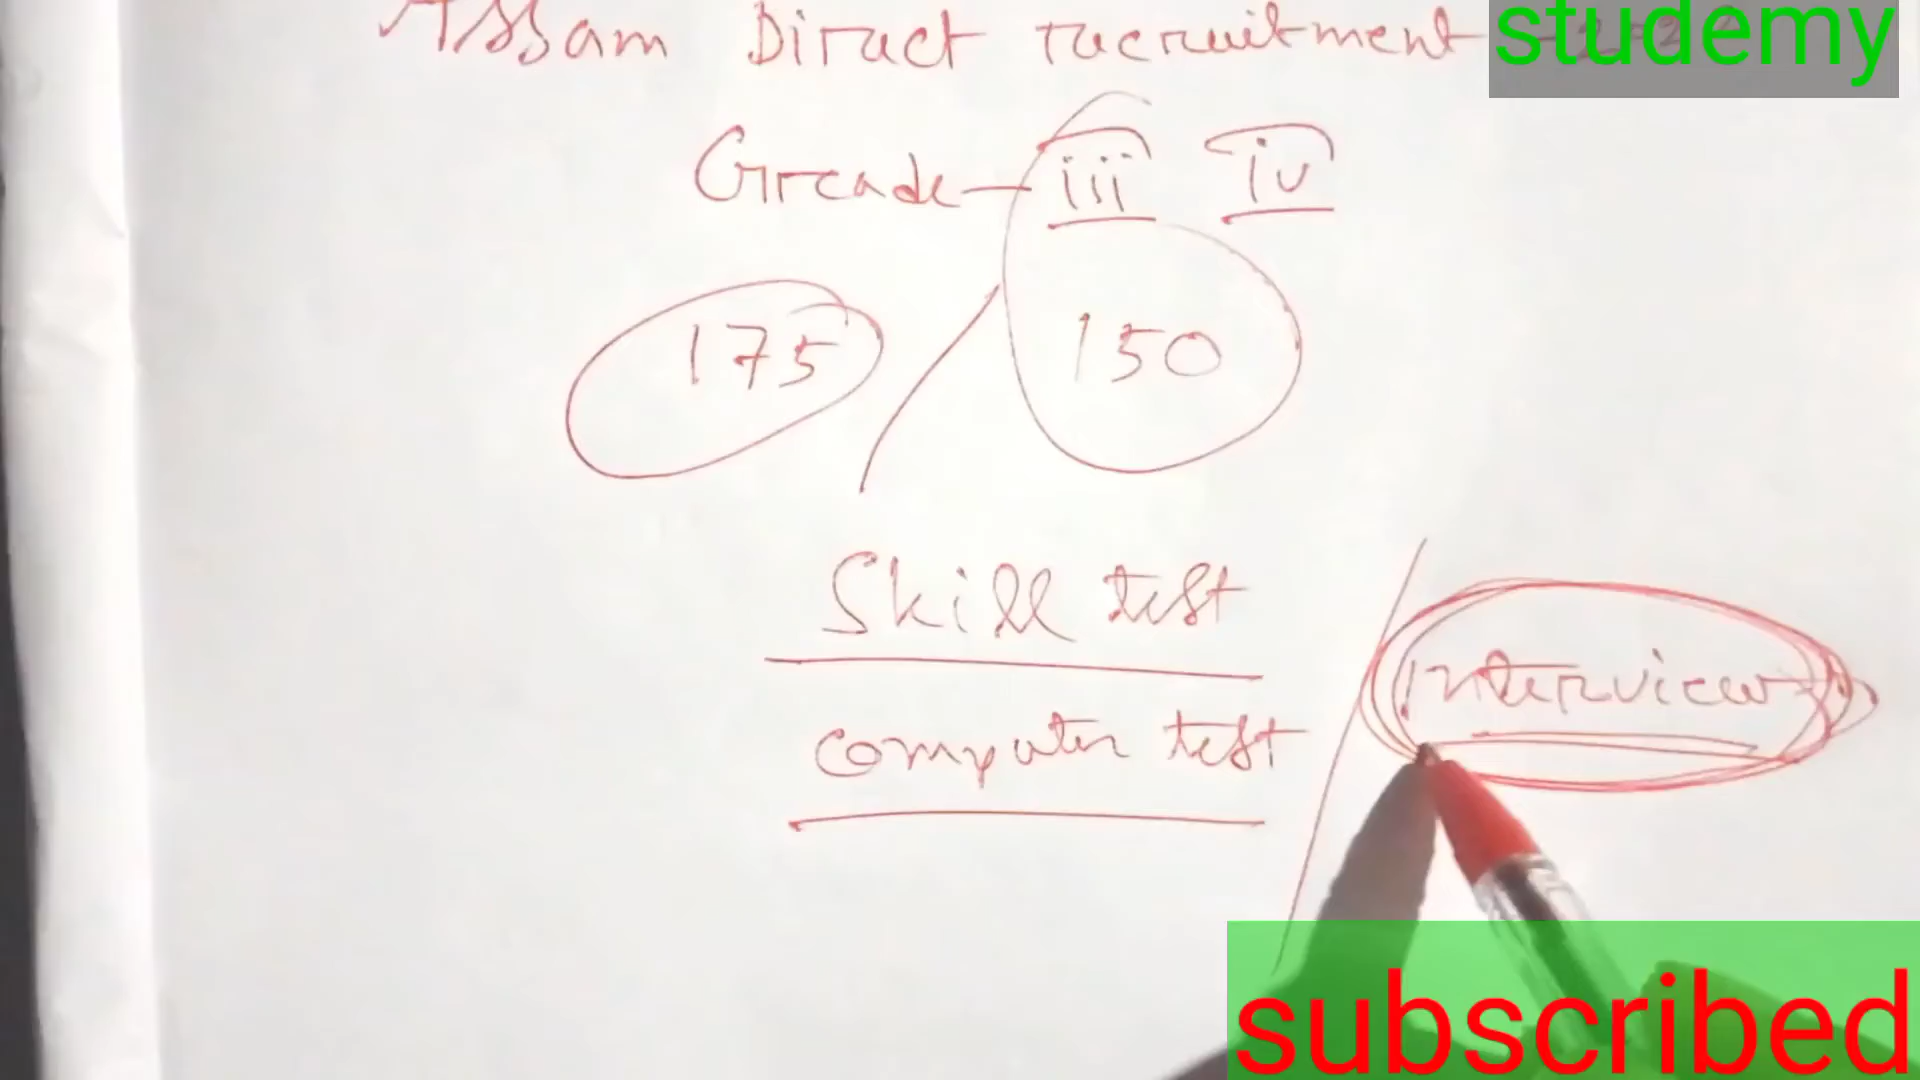 Assam Direct recruitment
studemy
Grade - iii iv
175 150
Skill test
Interview
computer test
subscribed